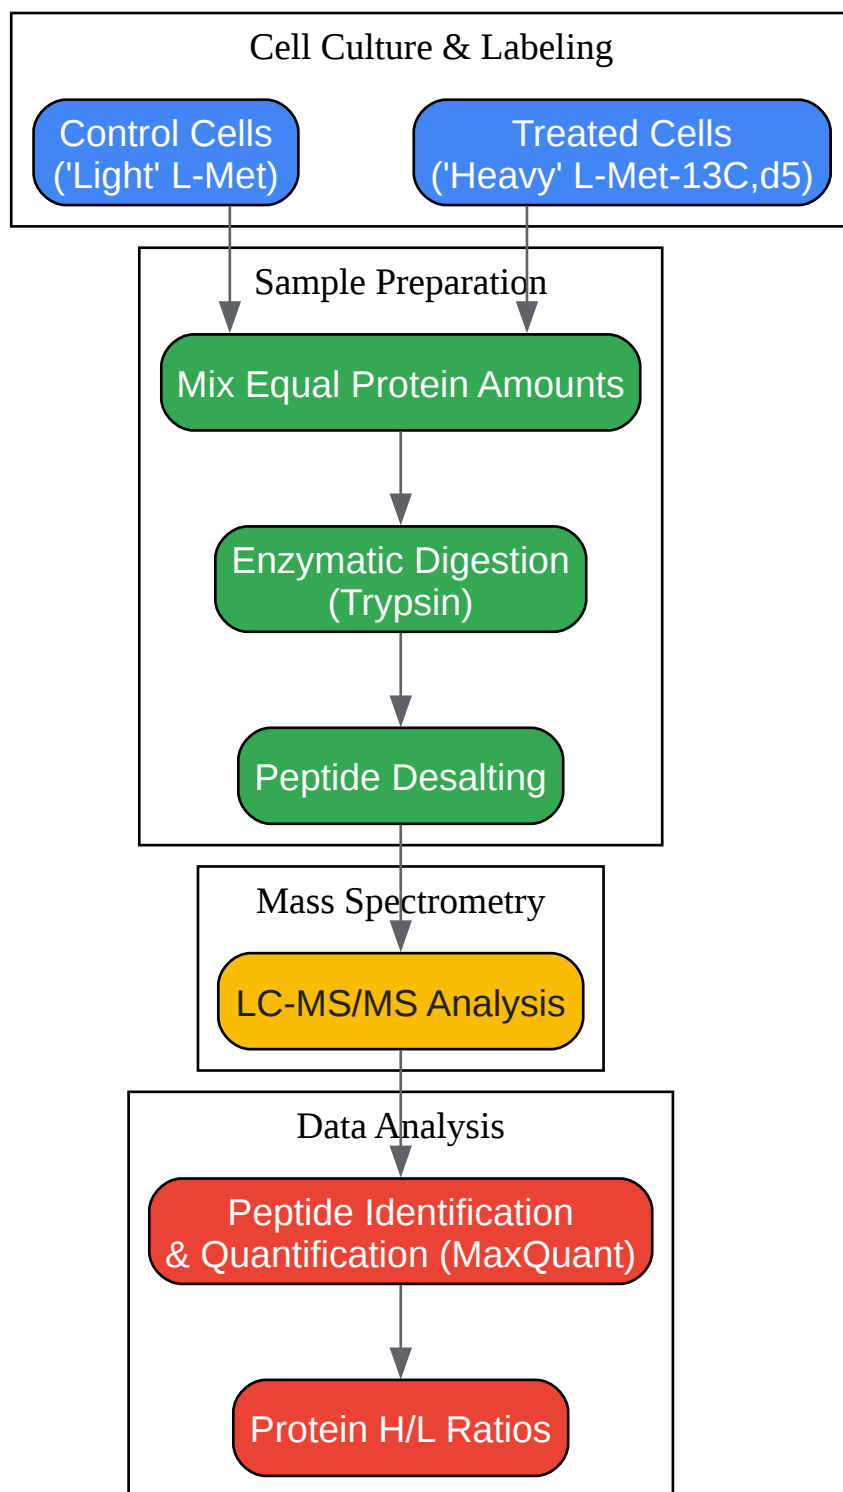 Cell Culture & Labeling
Control Cells
('Light' L-Met)
Treated Cells
('Heavy' L-Met-13C,d5)
Sample Preparation
Mix Equal Protein Amounts
Enzymatic Digestion
(Trypsin)
Peptide Desalting
Mass Spectrometry
LC-MS/MS Analysis
Data Analysis
Peptide Identification
& Quantification (MaxQuant)
Protein H/L Ratios